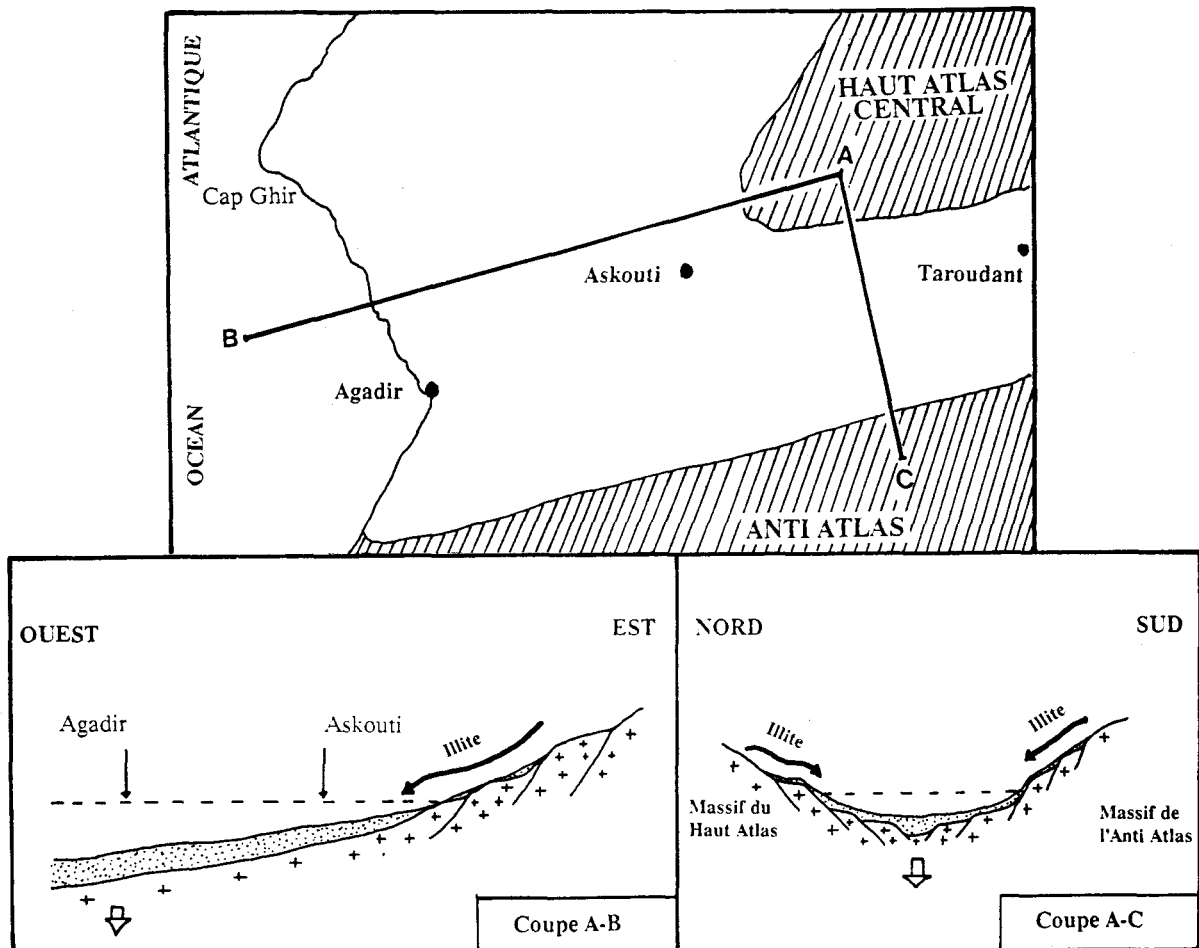 ATLANTIQUE
OCEAN
HAUT ATLAS
CENTRAL
A
Cap Ghir
Askouti
Taroudant
B
Agadir
C
ANTI ATLAS
OUEST
EST
Agadir
Askouti
Illite
Coupe A-B
NORD
SUD
Illite
Illite
Massif du
Haut Atlas
Massif de
l'Anti Atlas
Coupe A-C